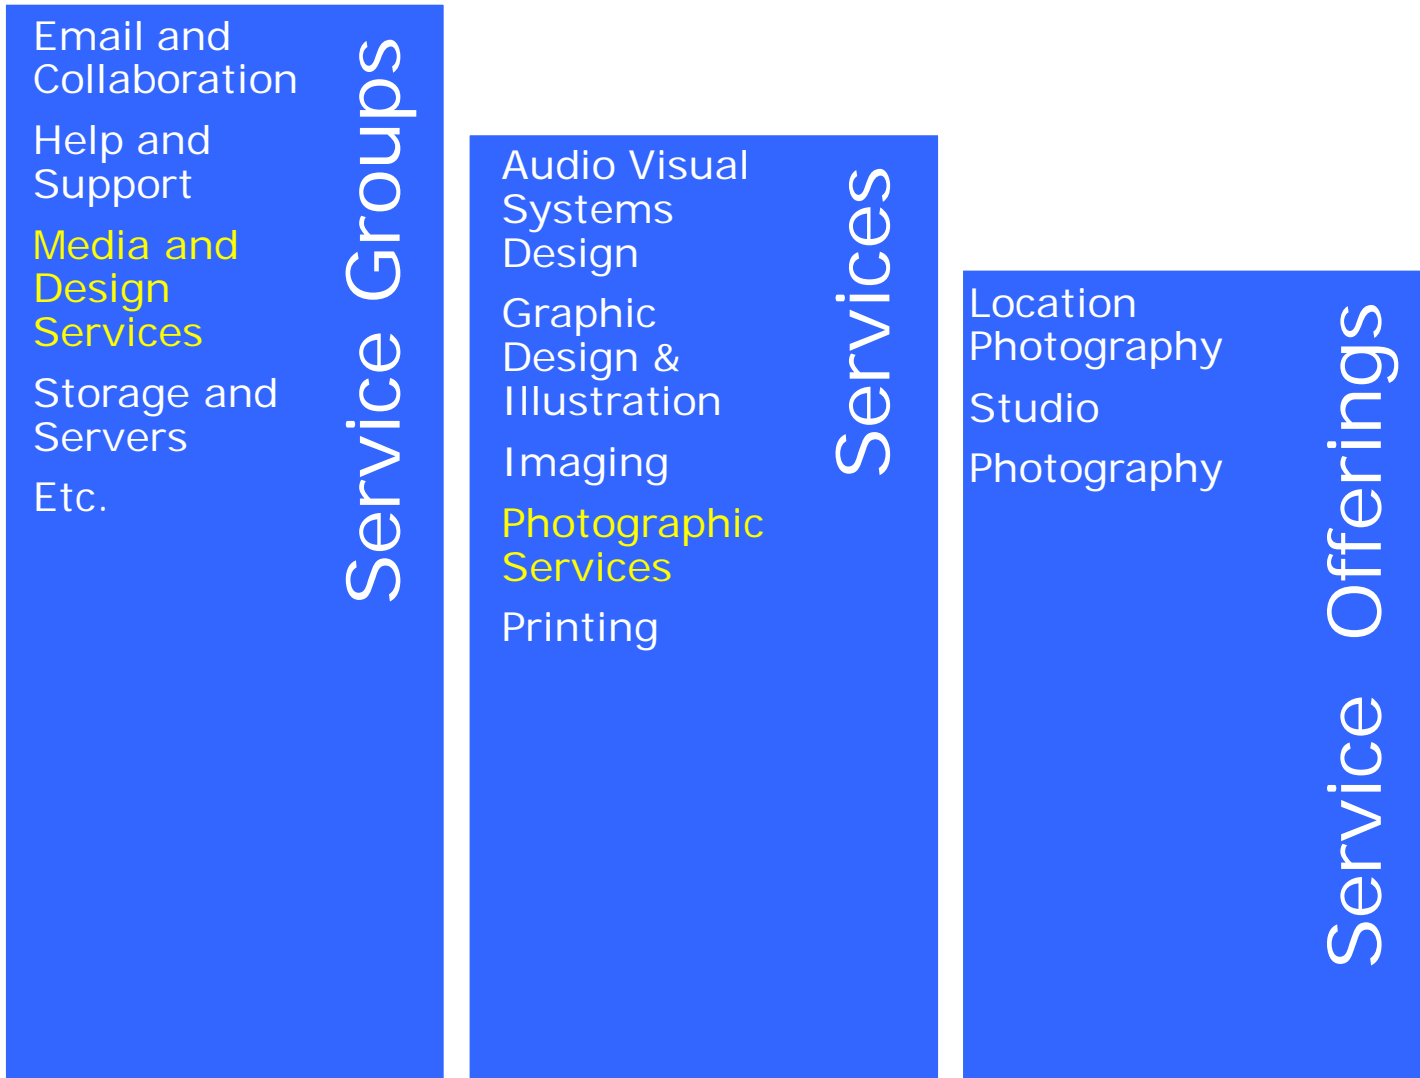 Email and
Collaboration
Help and
Support
Media and
Design
Services
Storage and
Servers
Etc.
Service Groups
Audio Visual
Systems
Design
Graphic
Design &
Illustration
Imaging
Photographic
Services
Printing
Services
Location
Photography
Studio
Photography
Service Offerings